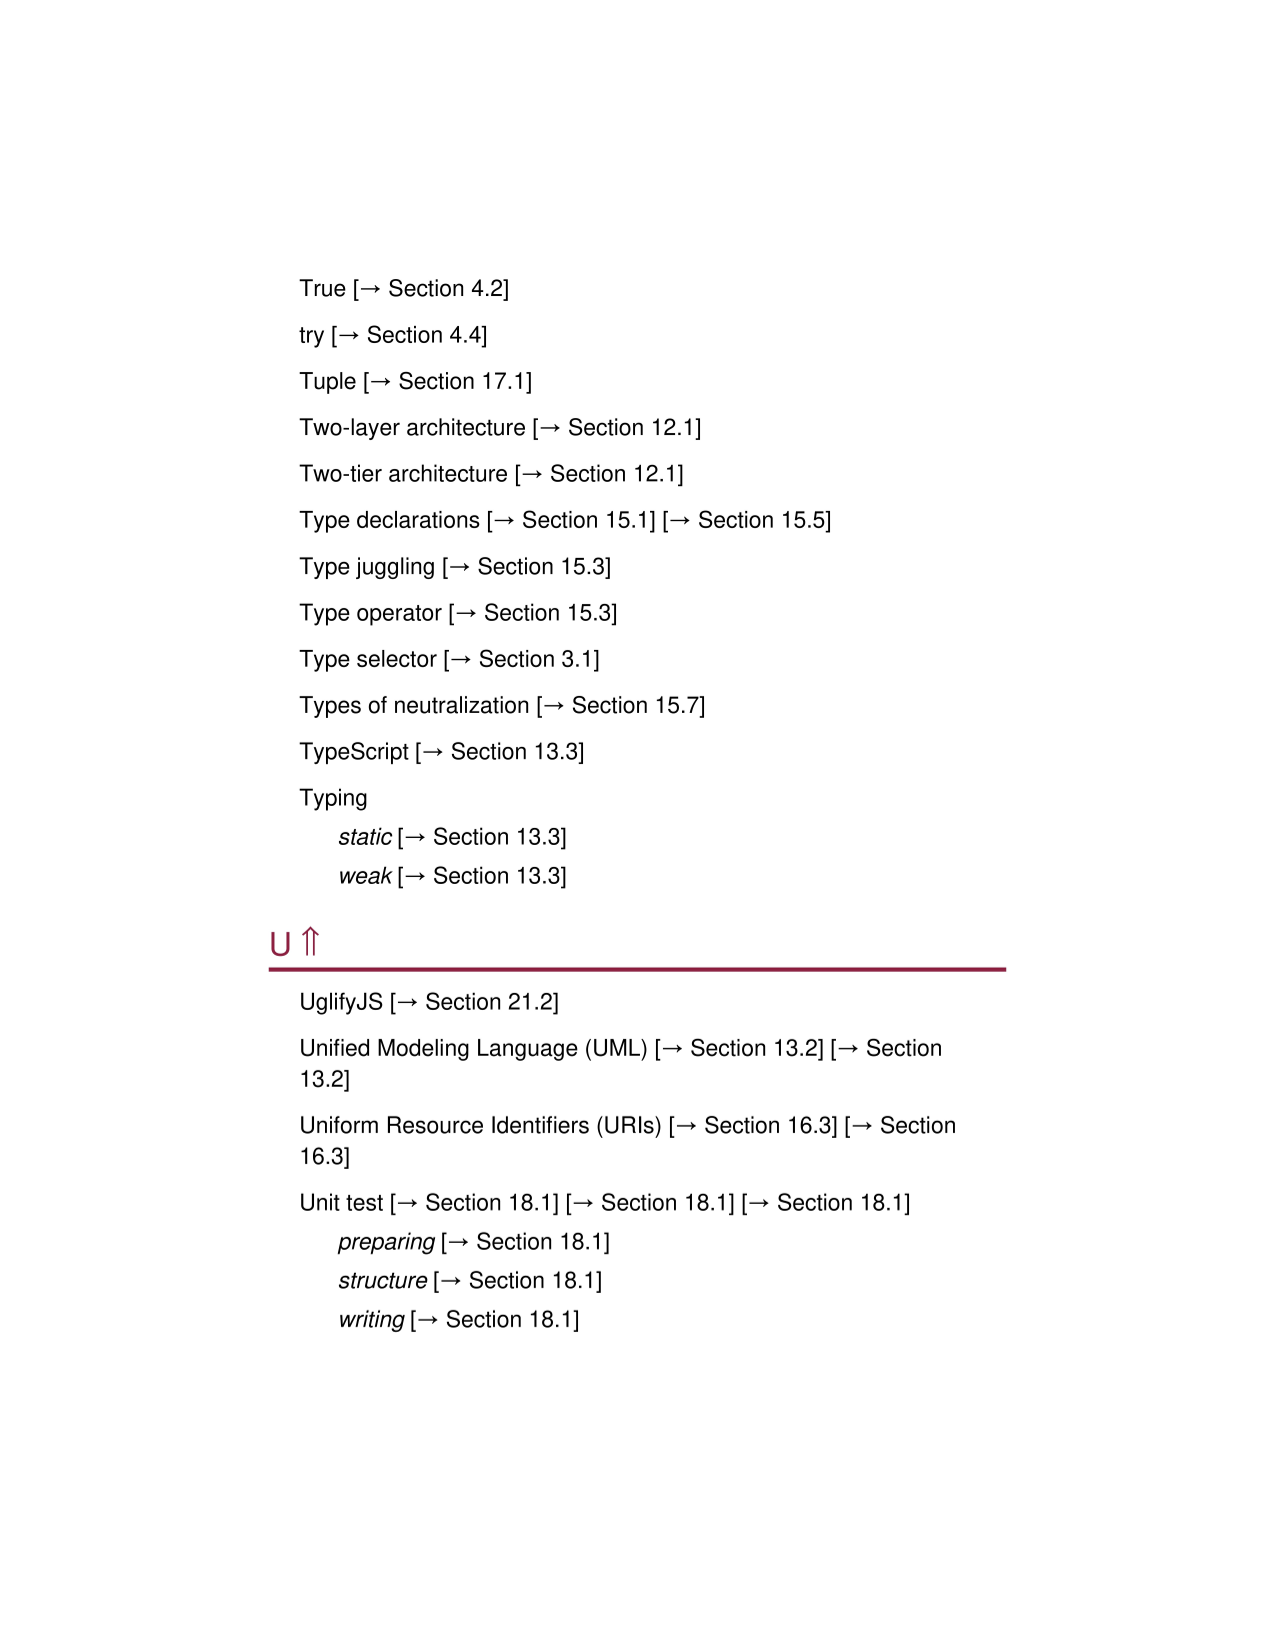 True [→ Section 4.2]
try [→ Section 4.4]
Tuple [→ Section 17.1]
Two-layer architecture [→ Section 12.1]
Two-tier architecture [→ Section 12.1]
Type declarations [→ Section 15.1] [→ Section 15.5]
Type juggling [→ Section 15.3]
Type operator [→ Section 15.3]
Type selector [→ Section 3.1]
Types of neutralization [→ Section 15.7]
TypeScript [→ Section 13.3]
Typing
static [→ Section 13.3]
weak [→ Section 13.3]
U ⇑
UglifyJS [→ Section 21.2]
Unified Modeling Language (UML) [→ Section 13.2] [→ Section
13.2]
Uniform Resource Identifiers (URIs) [→ Section 16.3] [→ Section
16.3]
Unit test [→ Section 18.1] [→ Section 18.1] [→ Section 18.1]
preparing [→ Section 18.1]
structure [→ Section 18.1]
writing [→ Section 18.1]